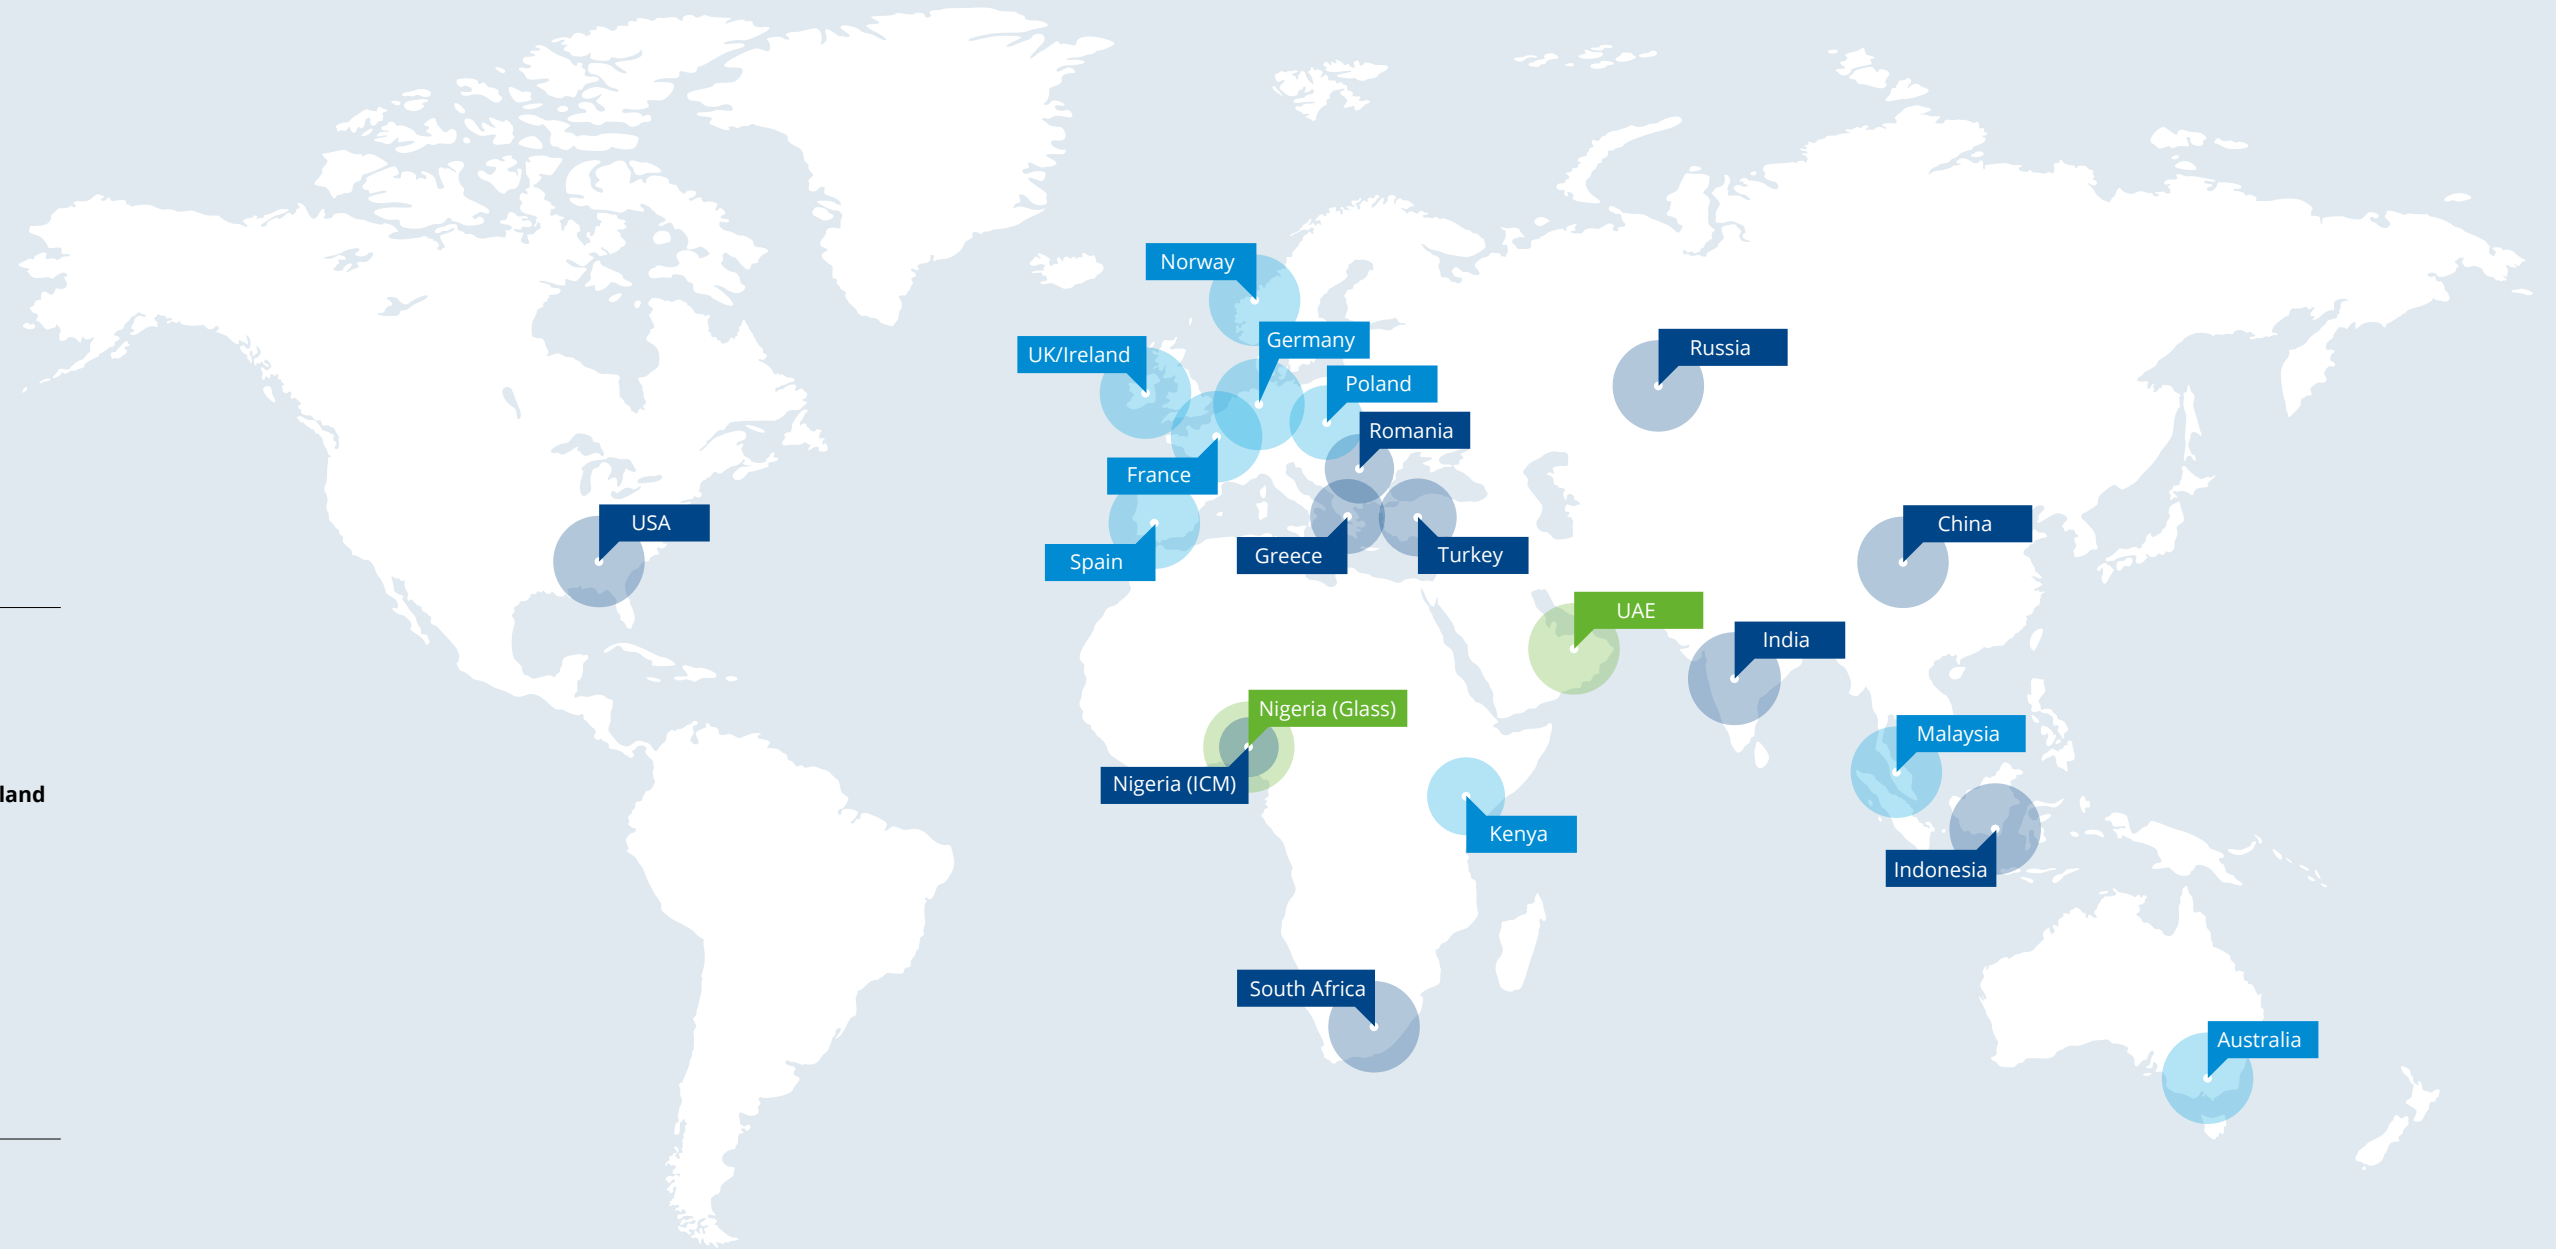 Norway
Germany
UK/Ireland
Russia
Poland
Romania
France
USA
China
Spain
Greece
Turkey
UAE
India
Nigeria (Glass)
Malaysia
Nigeria (ICM)
land
Kenya
Indonesia
South Africa
Australia